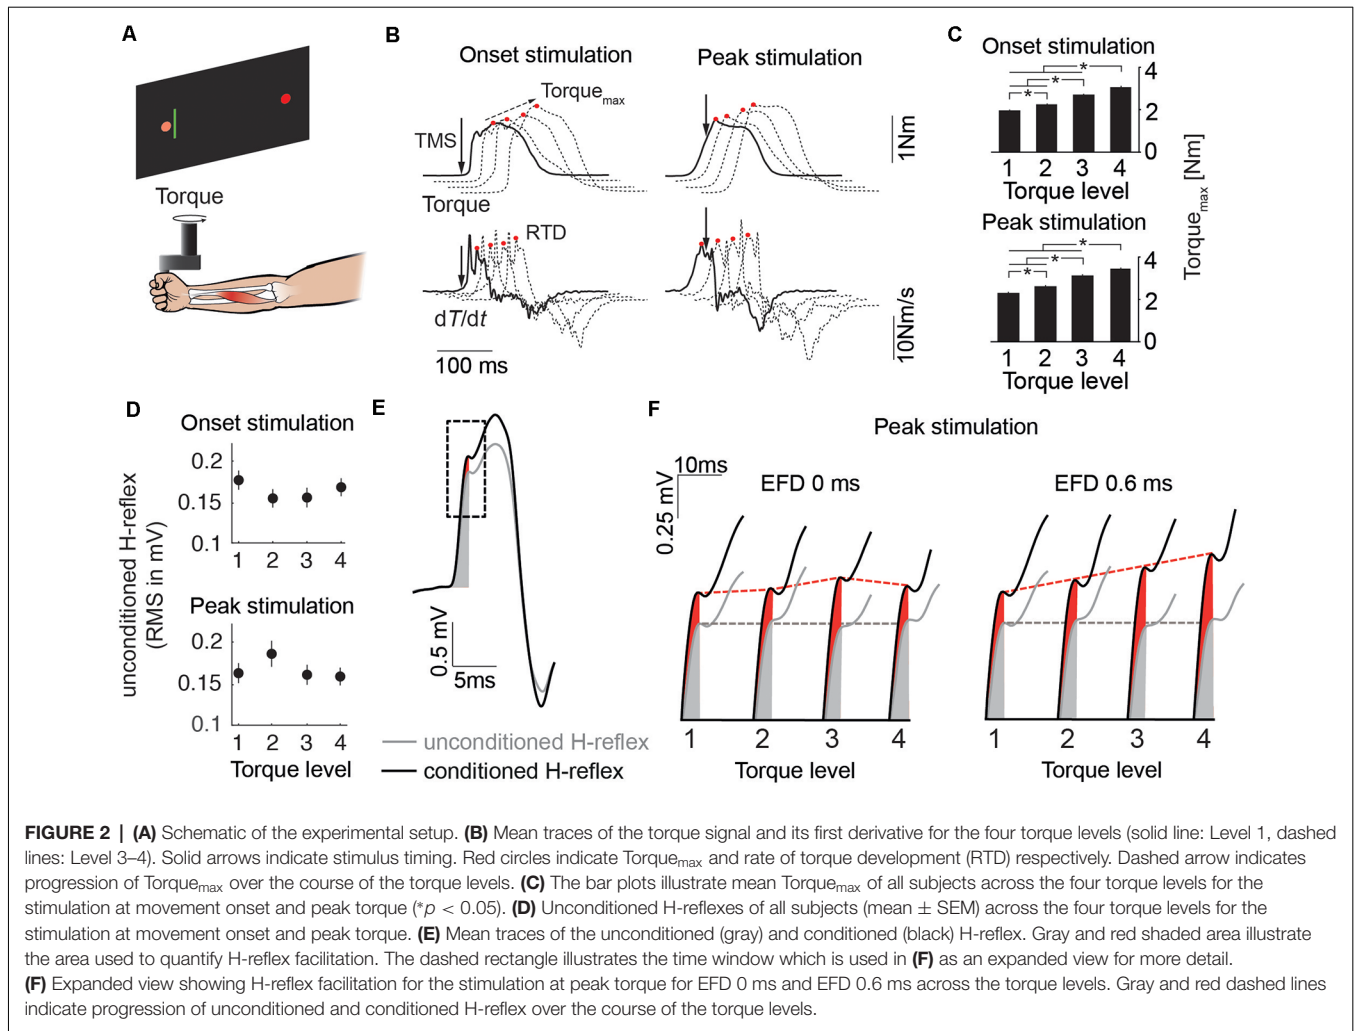 A
Torque
B
Onset stimulation
Peak stimulation
Torquemax
TMS
1Nm
Torque
RTD
dT/dt
10Nm/s
100 ms
C
Onset stimulation
* 4
*
* 2
0
1 2 3 4
Torque level
Peak stimulation
* 4
*
* 2
0
1 2 3 4
Torque level
Torquemax [Nm]
D
Onset stimulation
0.2
0.15
0.1
1 2 3 4
Peak stimulation
0.2
0.15
0.1
1 2 3 4
Torque level
unconditioned H-reflex
(RMS in mV)
E
0.5 mV
5ms
unconditioned H-reflex
conditioned H-reflex
F
Peak stimulation
10ms
0.25 mV
EFD 0 ms
EFD 0.6 ms
1 2 3 4
Torque level
1 2 3 4
Torque level
FIGURE 2 | (A) Schematic of the experimental setup. (B) Mean traces of the torque signal and its first derivative for the four torque levels (solid line: Level 1, dashed
lines: Level 3–4). Solid arrows indicate stimulus timing. Red circles indicate Torquemax and rate of torque development (RTD) respectively. Dashed arrow indicates
progression of Torquemax over the course of the torque levels. (C) The bar plots illustrate mean Torquemax of all subjects across the four torque levels for the
stimulation at movement onset and peak torque (*p < 0.05). (D) Unconditioned H-reflexes of all subjects (mean ± SEM) across the four torque levels for the
stimulation at movement onset and peak torque. (E) Mean traces of the unconditioned (gray) and conditioned (black) H-reflex. Gray and red shaded area illustrate
the area used to quantify H-reflex facilitation. The dashed rectangle illustrates the time window which is used in (F) as an expanded view for more detail.
(F) Expanded view showing H-reflex facilitation for the stimulation at peak torque for EFD 0 ms and EFD 0.6 ms across the torque levels. Gray and red dashed lines
indicate progression of unconditioned and conditioned H-reflex over the course of the torque levels.